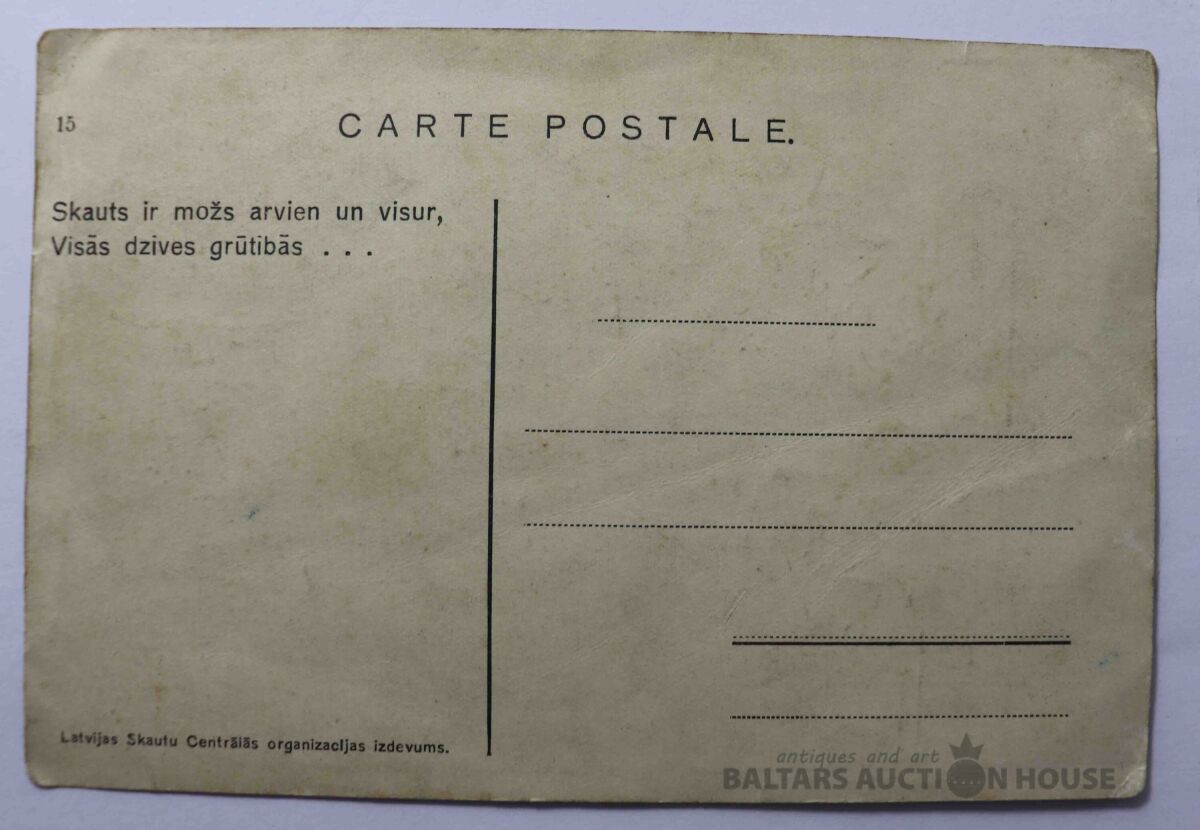 15
CARTE POSTALE.
Skauts ir možs arvien un visur,
Visās dzives grūtibās . . .
Latvijas Skautu Centrālās organizacijas izdevums.
antiques and art
BALTARS AUCTION HOUSE